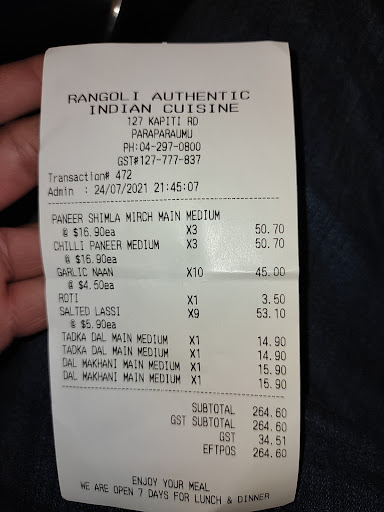 RANGOLI AUTHENTIC
INDIAN CUISINE
127 KAPITI RD
PARAPARAUMU
PH:04-297-0800
GST#127-777-837
Transaction# 472
Admin : 24/07/2021 21:45:07
PANEER SHIMLA MIRCH MAIN MEDIUM
@ $16.90ea X3 50.70
CHILLI PANEER MEDIUM X3 50.70
@ $16.90ea
GARLIC NAAN X10 45.00
@ $4.50ea
ROTI X1 3.50
SALTED LASSI X9 53.10
@ $5.90ea
TADKA DAL MAIN MEDIUM X1 14.90
TADKA DAL MAIN MEDIUM X1 14.90
DAL MAKHANI MAIN MEDIUM X1 15.90
DAL MAKHANI MAIN MEDIUM X1 15.90
SUBTOTAL 264.60
GST SUBTOTAL 264.60
GST 34.51
EFTPOS 264.60
ENJOY YOUR MEAL
WE ARE OPEN 7 DAYS FOR LUNCH & DINNER